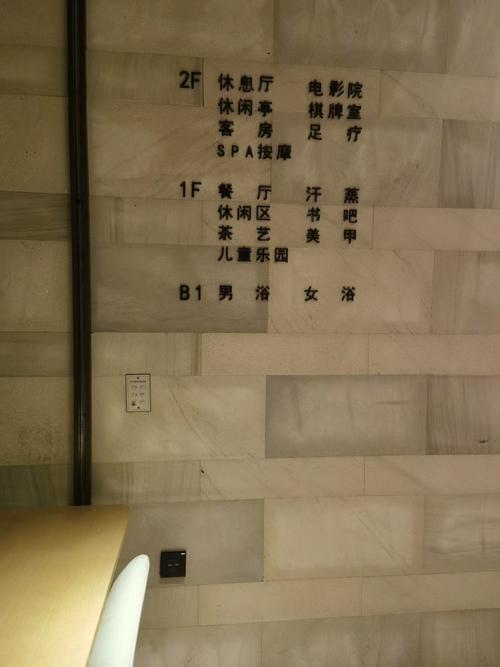 2F 休息厅 电影院
休闲亭 棋牌室
客房 足疗
SPA按摩
1F 餐厅 汗蒸
休闲区 书吧
茶艺 美甲
儿童乐园
B1 男浴 女浴